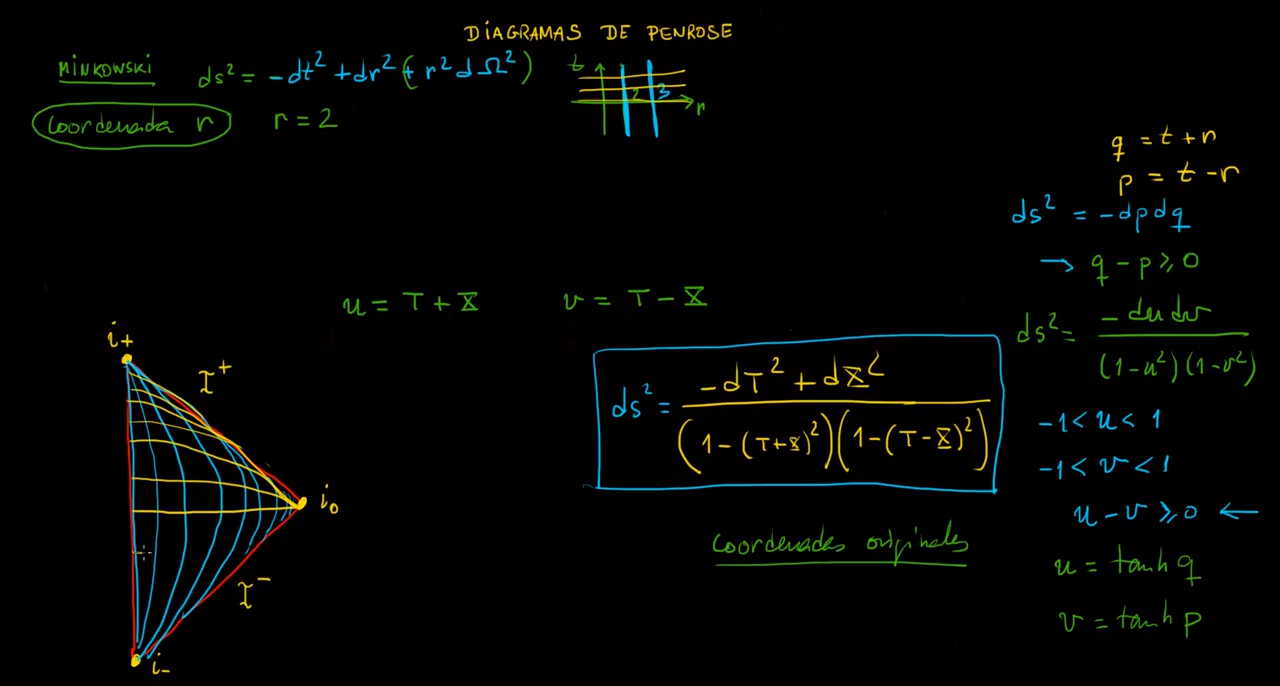 DIAGRAMAS DE PENROSE
MINKOWSKI ds² = -dt² + dr² (+ r² dΩ²)
Coordenada r r = 2
t
2 3
r
q = t + r
p = t - r
ds² = -dp dq
→ q - p ≥ 0
ds² = -du dv / (1-u²)(1-v²)
-1 < u < 1
-1 < v < 1
u - v ≥ 0 ←
u = tanh q
v = tanh p
u = T + X v = T - X
ds² = -dT² + dX² / (1-(T+X)²)(1-(T-X)²)
Coordenadas originales
i+
I+
i₀
I-
i-